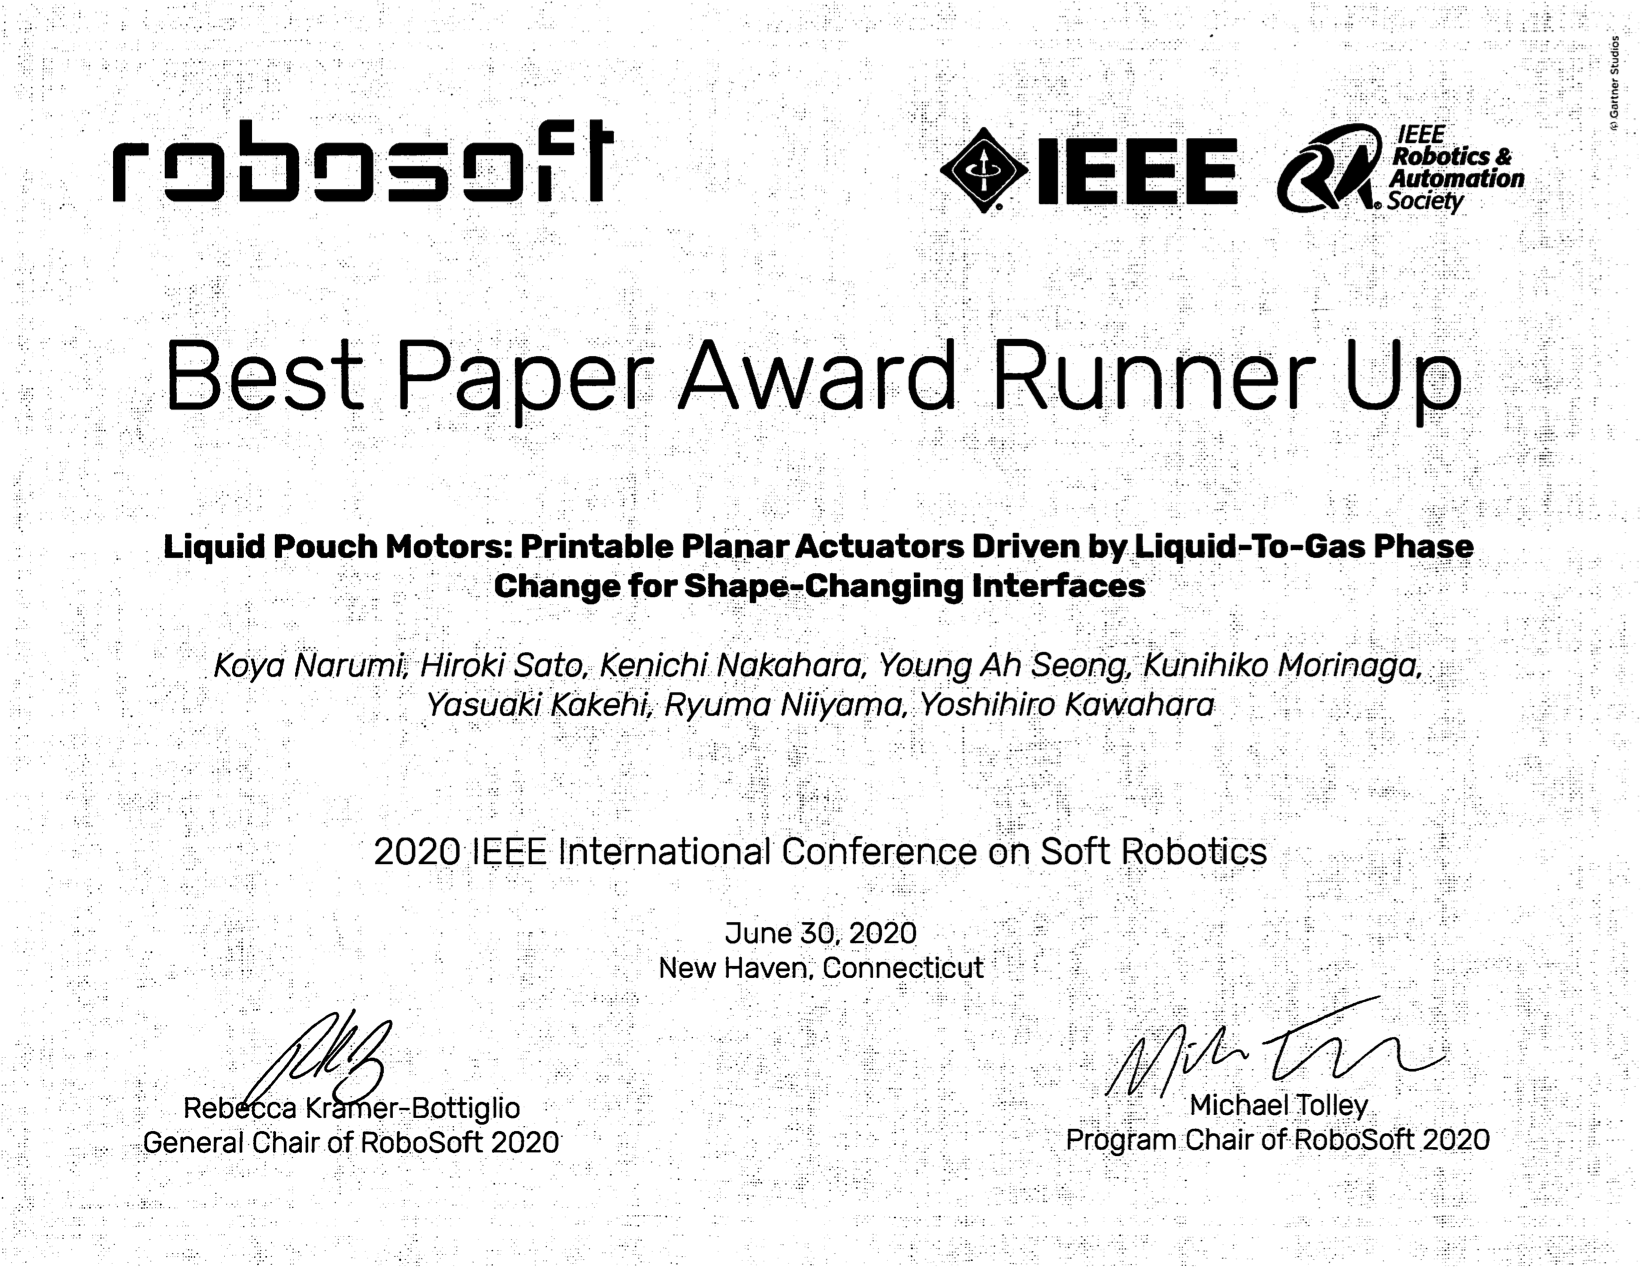 © Gartner Studios
robosoft
IEEE
IEEE
Robotics &
Automation
Society
Best Paper Award Runner Up
Liquid Pouch Motors: Printable Planar Actuators Driven by Liquid-To-Gas Phase
Change for Shape-Changing Interfaces
Koya Narumi, Hiroki Sato, Kenichi Nakahara, Young Ah Seong, Kunihiko Morinaga,
Yasuaki Kakehi, Ryuma Niiyama, Yoshihiro Kawahara
2020 IEEE International Conference on Soft Robotics
June 30, 2020
New Haven, Connecticut
Rebecca Kramer-Bottiglio
General Chair of RoboSoft 2020
Michael Tolley
Program Chair of RoboSoft 2020